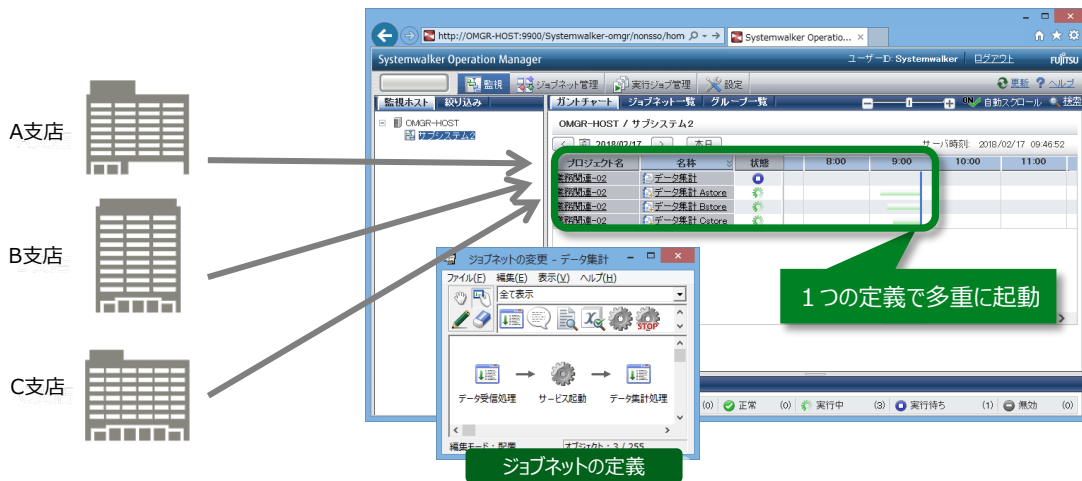 A支店
B支店
C支店
http://OMGR-HOST:9900/Systemwalker-omgr/nonsso/hom
Systemwalker Operatio... ×
Systemwalker Operation Manager
ユーザーID: Systemwalker ログアウト FUJITSU
監視 ジョブネット管理 実行ジョブ管理 設定
更新 ? ヘルプ
監視ホスト 絞り込み
ガントチャート ジョブネット一覧 グループ一覧
自動スクロール 検索
OMGR-HOST
サブシステム2
OMGR-HOST / サブシステム2
2018/02/17 本日
サーバ時刻: 2018/02/17 09:46:52
プロジェクト名 名称 状態 8:00 9:00 10:00 11:00
業務関連-02 データ集計
業務関連-02 データ集計 Astore
業務関連-02 データ集計 Bstore
業務関連-02 データ集計 Cstore
1つの定義で多重に起動
ジョブネットの変更 - データ集計
ファイル(F) 編集(E) 表示(V) ヘルプ(H)
全て表示
STOP
データ受信処理 サービス起動 データ集計処理
編集モード : 配置 オブジェクト : 3 / 255
ジョブネットの定義
(0) 正常 (0) 実行中 (3) 実行待ち (1) 無効 (0)